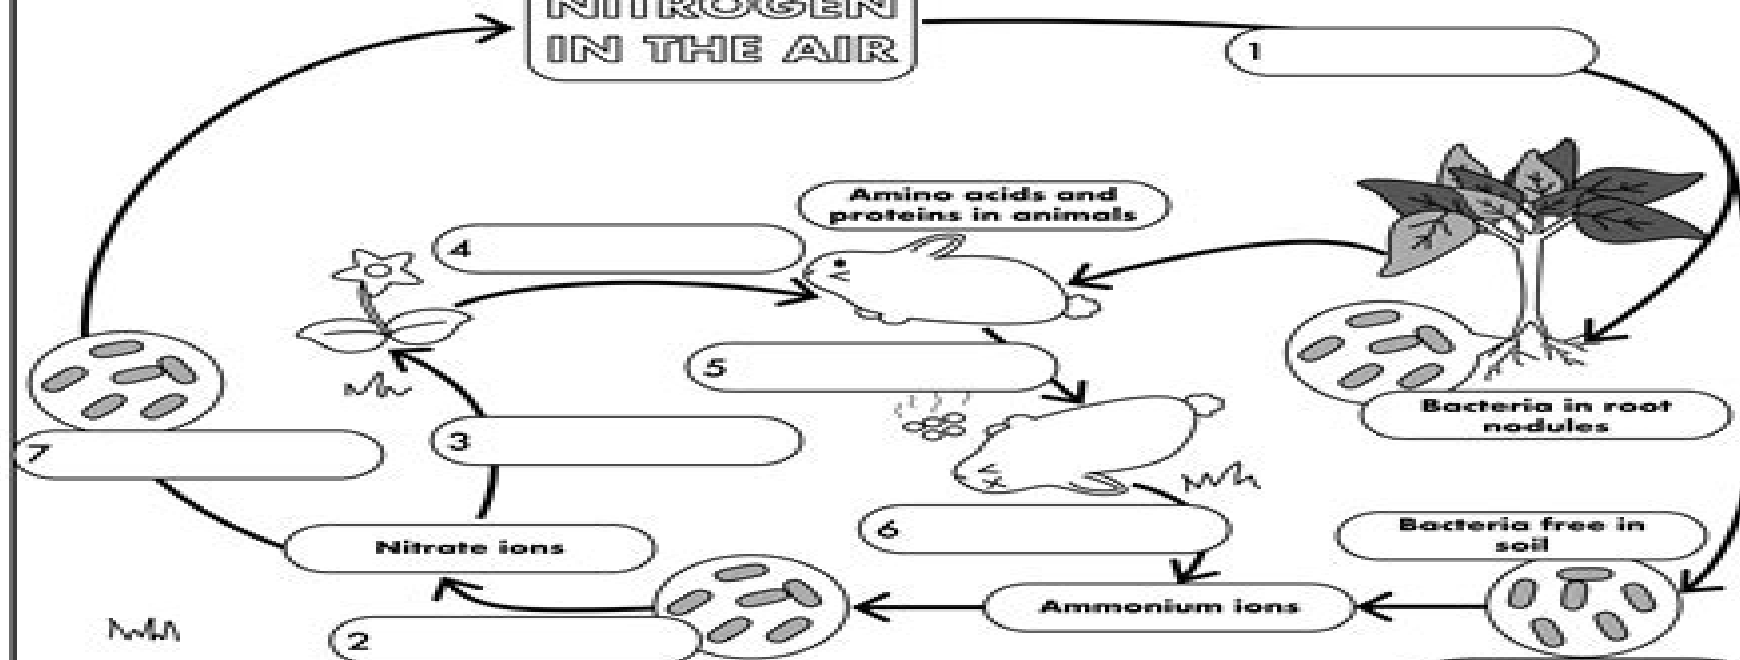 NITROGEN
IN THE AIR
1
Amino acids and
proteins in animals
4
5
Bacteria in root
nodules
3
7
6
Bacteria free in
soil
Nitrate ions
Ammonium ions
2